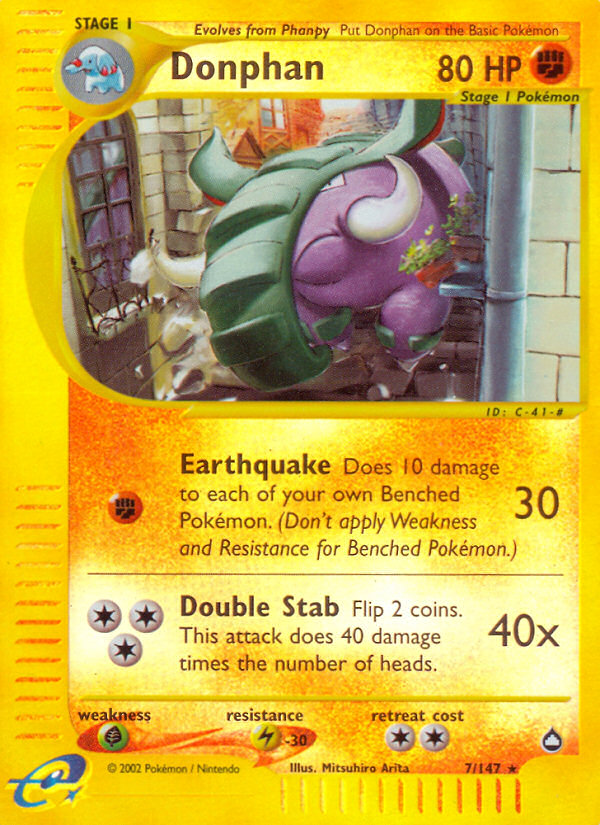 STAGE 1
Evolves from Phanpy Put Donphan on the Basic Pokémon
Donphan 80 HP
Stage 1 Pokémon
ID: C-41-#
Earthquake Does 10 damage
to each of your own Benched
Pokémon. (Don't apply Weakness
and Resistance for Benched Pokémon.)
30
Double Stab Flip 2 coins.
This attack does 40 damage
times the number of heads.
40x
weakness resistance retreat cost
-30
© 2002 Pokémon / Nintendo Illus. Mitsuhiro Arita 7/147 ★
e